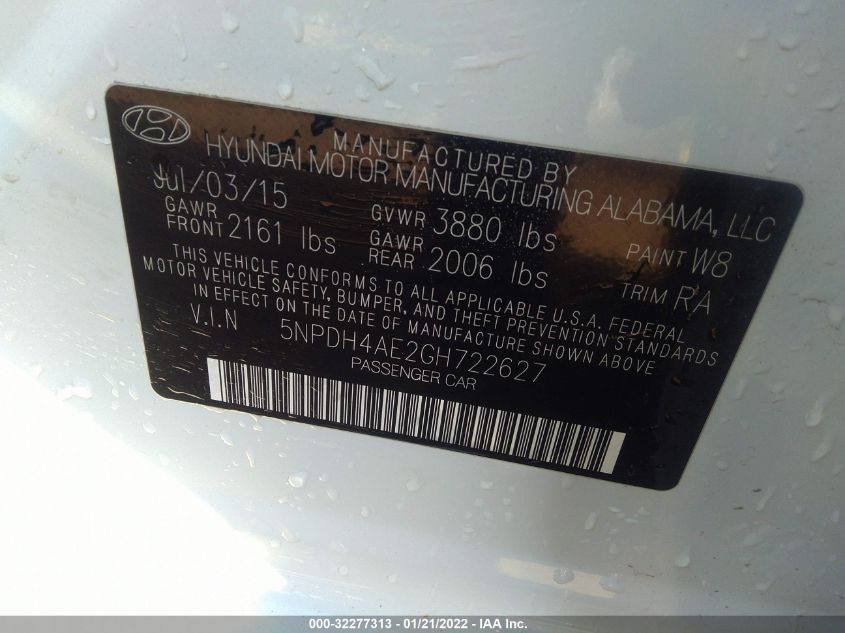 MANUFACTURED BY
HYUNDAI MOTOR MANUFACTURING ALABAMA, LLC
Jul/03/15 GVWR 3880 lbs PAINT W8
GAWR FRONT 2161 lbs GAWR REAR 2006 lbs TRIM RA
THIS VEHICLE CONFORMS TO ALL APPLICABLE U.S.A. FEDERAL
MOTOR VEHICLE SAFETY, BUMPER, AND THEFT PREVENTION STANDARDS
IN EFFECT ON THE DATE OF MANUFACTURE SHOWN ABOVE
V.I.N 5NPDH4AE2GH722627
PASSENGER CAR
000-32277313 - 01/21/2022 - IAA Inc.